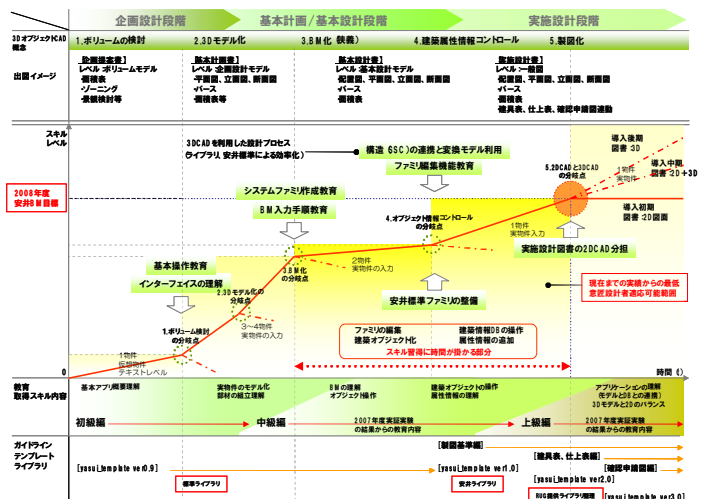 企画設計段階
基本計画/基本設計段階
実施設計段階
3DオブジェクトCAD
概念
1.ボリュームの検討
2.3Dモデル化
3.BM化 (狭義)
4.建築属性情報コントロール
5.製図化
出図イメージ
【企画提案書】
レベル:ボリュームモデル
・面積表
・ゾーニング
・景観検討等
【基本計画書】
レベル:企画設計モデル
・平面図、立面図、断面図
・パース
・面積表等
【基本設計書】
レベル:基本設計モデル
・配置図、平面図、立面図、断面図
・パース
・面積表
【実施設計書】
レベル:一般図
・配置図、平面図、立面図、断面図
・パース
・面積表
・建具表、仕上表、確認申請図連動
スキル
レベル
3DCADを利用した設計プロセス
ライブラリ、安井標準による効率化)
構造(SSC)の連携と変換モデル利用
ファミリ編集機能教育
導入後期
図書:3D
5.2DCADと3DCADの
分岐点
1物件
実物件
導入中期
図書:2D+3D
2008年度
安井BM目標
システムファミリ作成教育
BM入力手順教育
4.オブジェクト情報コントロール
の分岐点
1物件
実物件入力
導入初期
図書:2D図面
実施設計図書の2DCAD分担
基本操作教育
インターフェイスの理解
3.BM化
の分岐点
2物件
実物件の入力
2.3Dモデル化の
分岐点
安井標準ファミリの整備
現在までの実績からの最低
意匠設計者適応可能範囲
1.ボリューム検討
の分岐点
3~4物件
実物件の入力
ファミリの編集
建築オブジェクト化
建築情報DBの操作
属性情報の追加
スキル習得に時間が掛かる部分
1物件
仮想物件
テキストレベル
0
時間(t)
教育
取得スキル内容
基本アプリ概要理解
実物件のモデル化
部材の組立理解
BMの理解
オブジェクト操作
建築オブジェクトの操作
属性情報の理解
アプリケーションの理解
(モデルとDBとの連携)
3Dモデルと2Dのバランス
初級編
中級編
2007年度実証実験
の結果からの教育内容
上級編
2007年度実証実験
からの教育内容
ガイドライン
テンプレート
ライブラリ
[製図基準編]
[建具表、仕上表編]
[yasui_template ver0.9]
[yasui_template ver1.0]
[確認申請図編]
標準ライブラリ
安井ライブラリ
[yasui_template ver2.0]
RUG提供ライブラリ整理
[yasui_template ver3.0]